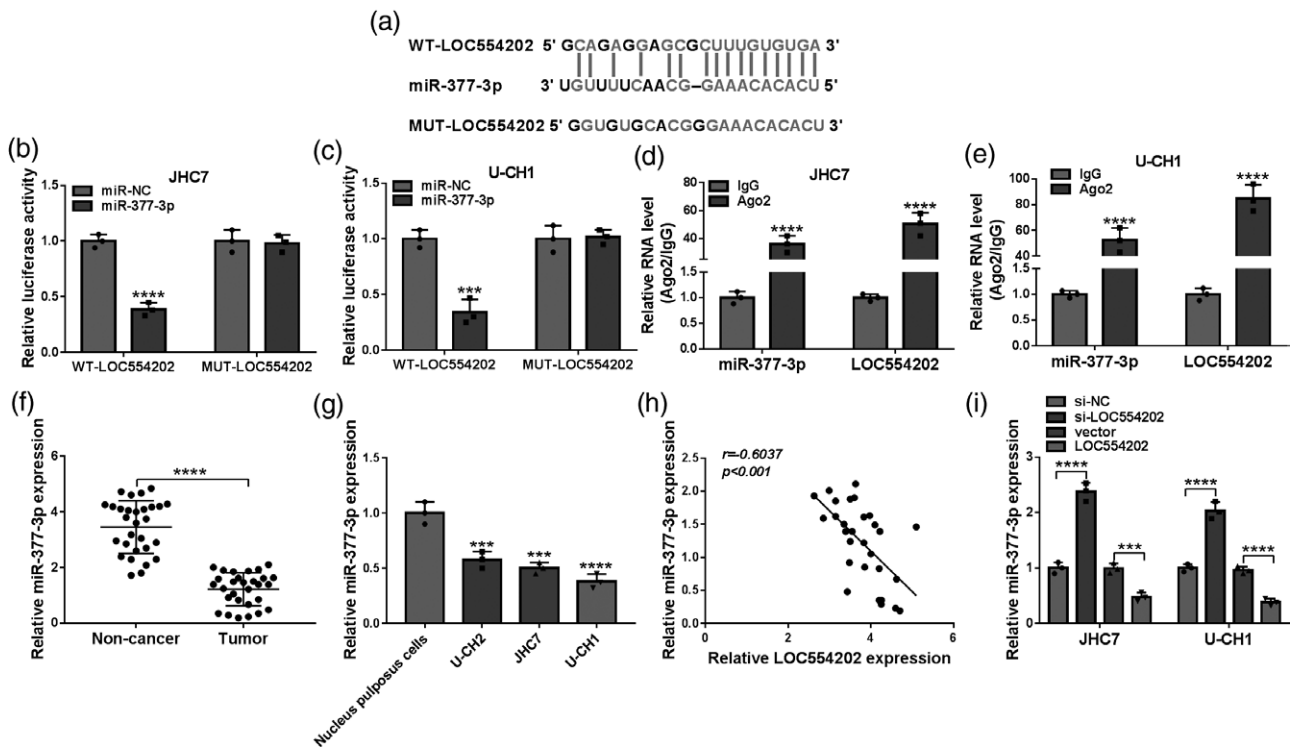 (a)
WT-LOC554202 5' GCAGAGGAGCGCUUUGUGUGA 3'
miR-377-3p 3' UGUUUUCAACG–GAAACACACU 5'
MUT-LOC554202 5' GGUGUGCACGGGAAACACACU 3'
(b)
JHC7
Relative luciferase activity
miR-NC
miR-377-3p
1.5
1.0
0.5
0.0
****
WT-LOC554202 MUT-LOC554202
(c)
U-CH1
Relative luciferase activity
miR-NC
miR-377-3p
1.5
1.0
0.5
0.0
***
WT-LOC554202 MUT-LOC554202
(d)
JHC7
Relative RNA level
(Ago2/IgG)
IgG
Ago2
80
60
40
20
1.5
1.0
0.5
0.0
**** ****
miR-377-3p LOC554202
(e)
U-CH1
Relative RNA level
(Ago2/IgG)
IgG
Ago2
100
80
60
40
1.5
1.0
0.5
0.0
**** ****
miR-377-3p LOC554202
(f)
Relative miR-377-3p expression
6
4
2
0
****
Non-cancer Tumor
(g)
Relative miR-377-3p expression
1.5
1.0
0.5
0.0
*** *** ****
Nucleus pulposus cells U-CH2 JHC7 U-CH1
(h)
Relative miR-377-3p expression
r=-0.6037
p<0.001
2.5
2.0
1.5
1.0
0.5
0.0
0 2 4 6
Relative LOC554202 expression
(i)
Relative miR-377-3p expression
si-NC
si-LOC554202
vector
LOC554202
3
2
1
0
**** *** **** ****
JHC7 U-CH1